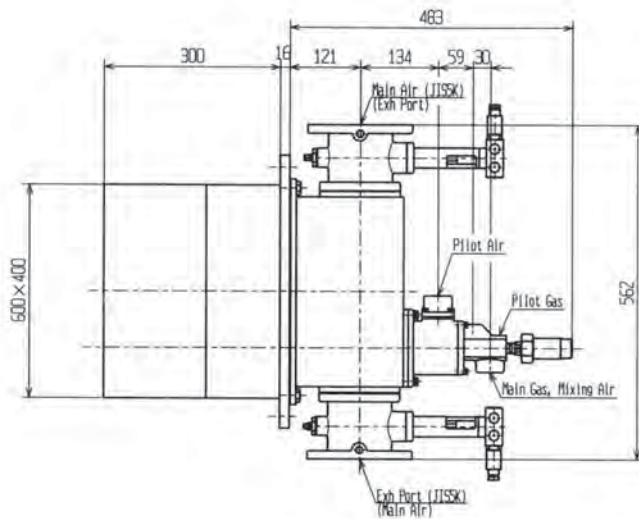 483
300
16
121
134
59
30
Main Air (JIS5K)
(Exh Port)
Pilot Air
600×400
562
Pilot Gas
Main Gas, Mixing Air
Exh Port (JIS5K)
(Main Air)